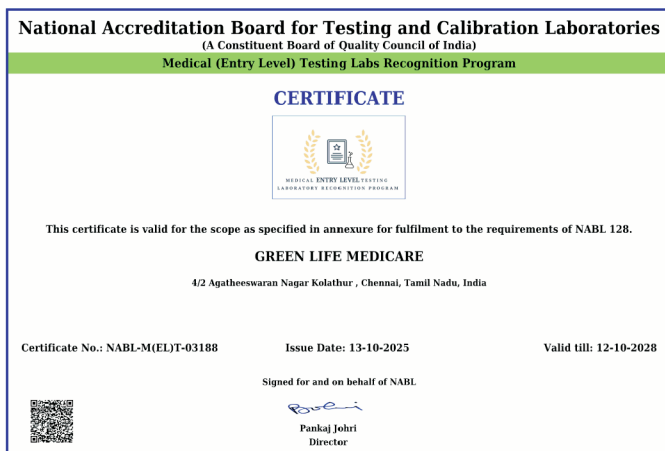 National Accreditation Board for Testing and Calibration Laboratories
(A Constituent Board of Quality Council of India)
Medical (Entry Level) Testing Labs Recognition Program
CERTIFICATE
MEDICAL ENTRY LEVEL TESTING
LABORATORY RECOGNITION PROGRAM
This certificate is valid for the scope as specified in annexure for fulfilment to the requirements of NABL 128.
GREEN LIFE MEDICARE
4/2 Agatheeswaran Nagar Kolathur , Chennai, Tamil Nadu, India
Certificate No.: NABL-M(EL)T-03188 Issue Date: 13-10-2025 Valid till: 12-10-2028
Signed for and on behalf of NABL
Pankaj Johri
Director